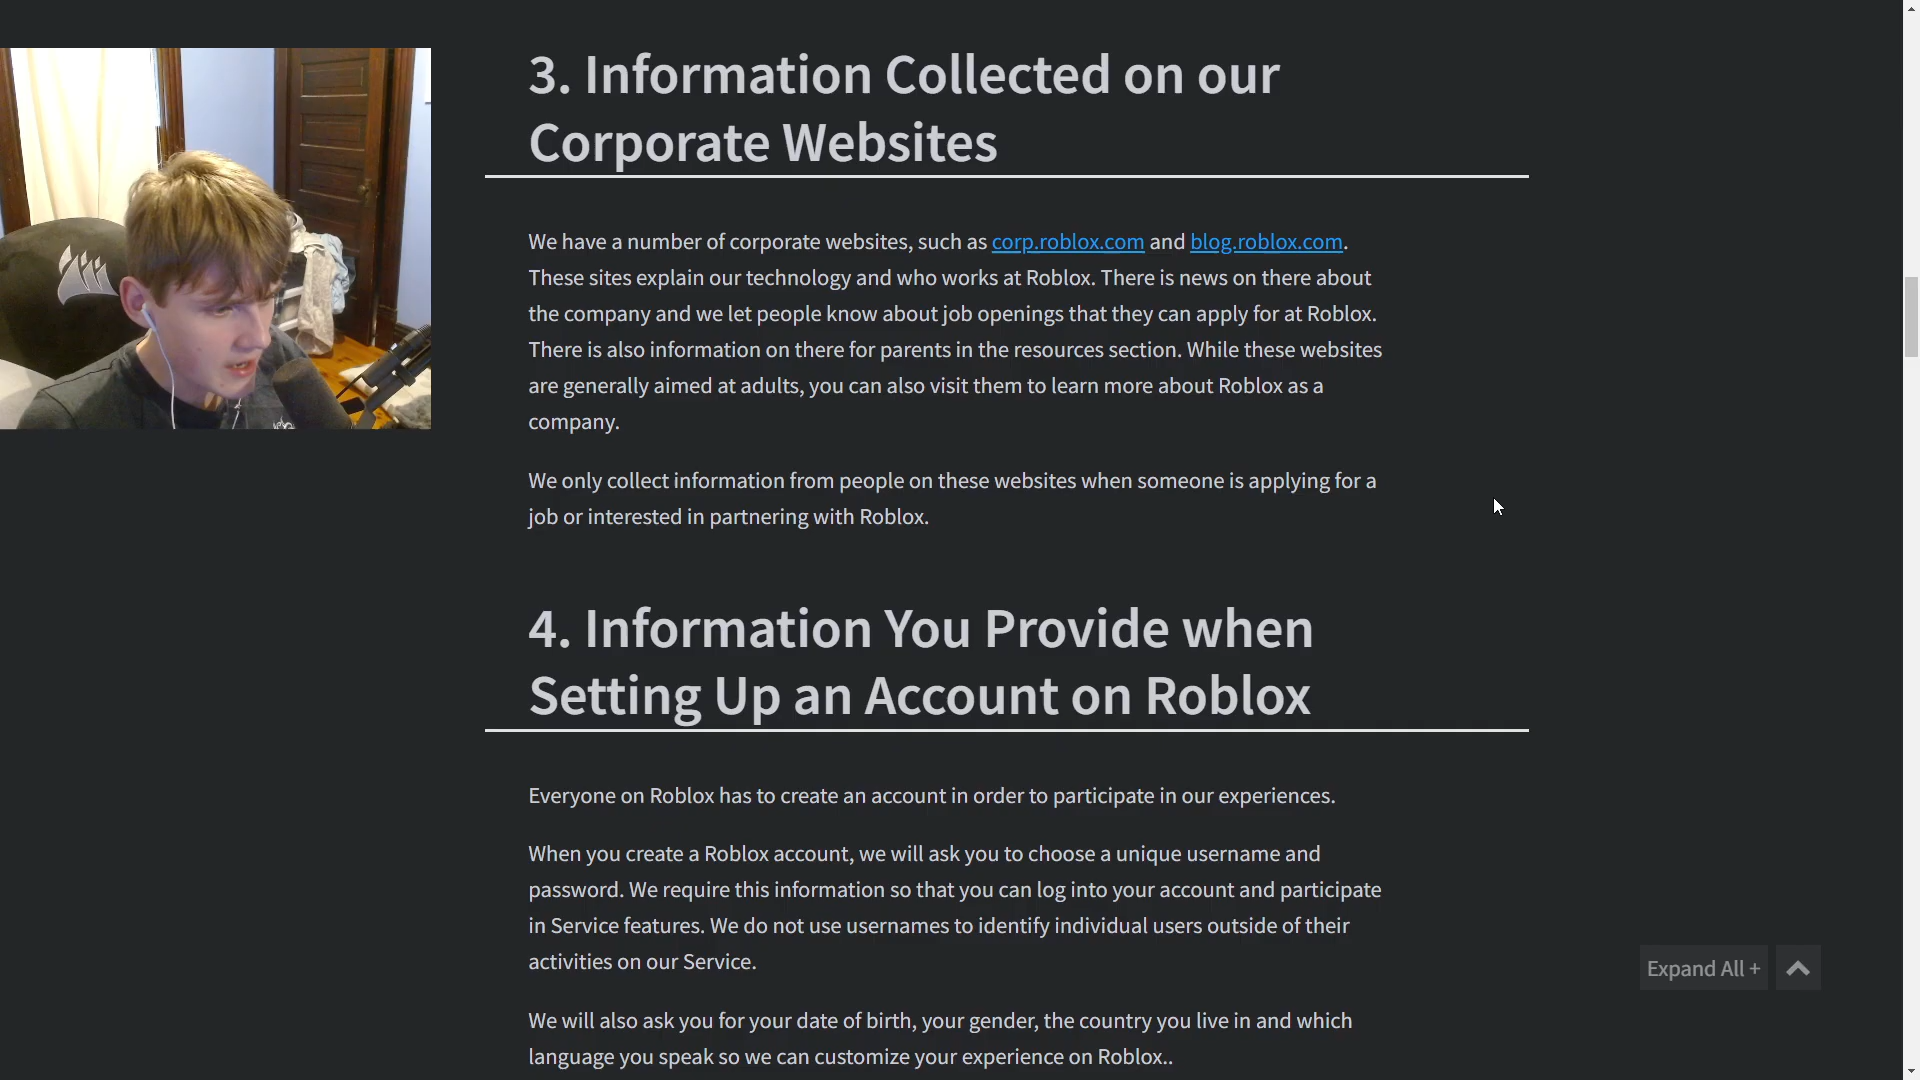 3. Information Collected on our
Corporate Websites
We have a number of corporate websites, such as corp.roblox.com and blog.roblox.com.
These sites explain our technology and who works at Roblox. There is news on there about
the company and we let people know about job openings that they can apply for at Roblox.
There is also information on there for parents in the resources section. While these websites
are generally aimed at adults, you can also visit them to learn more about Roblox as a
company.
We only collect information from people on these websites when someone is applying for a
job or interested in partnering with Roblox.
4. Information You Provide when
Setting Up an Account on Roblox
Everyone on Roblox has to create an account in order to participate in our experiences.
When you create a Roblox account, we will ask you to choose a unique username and
password. We require this information so that you can log into your account and participate
in Service features. We do not use usernames to identify individual users outside of their
activities on our Service.
We will also ask you for your date of birth, your gender, the country you live in and which
language you speak so we can customize your experience on Roblox..
Expand All +